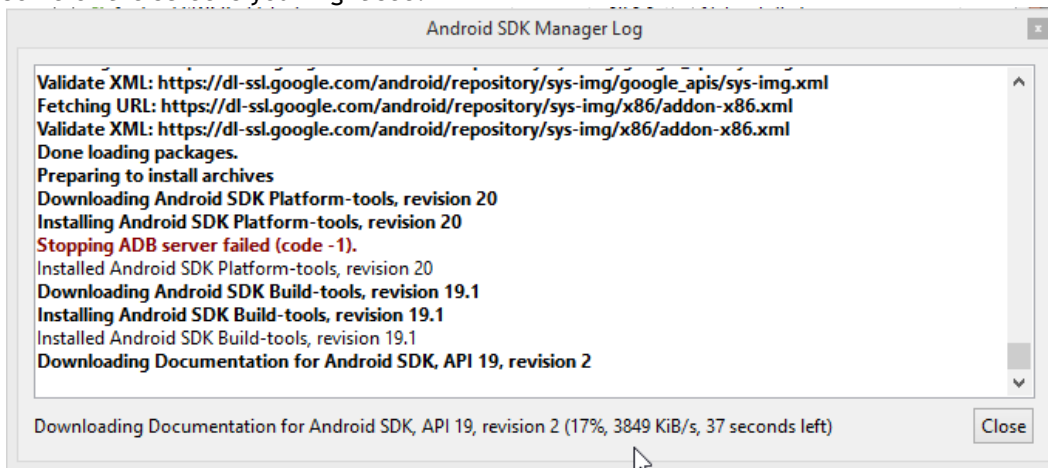 Android SDK Manager Log
x
Validate XML: https://dl-ssl.google.com/android/repository/sys-img/google_apis/sys-img.xml
Fetching URL: https://dl-ssl.google.com/android/repository/sys-img/x86/addon-x86.xml
Validate XML: https://dl-ssl.google.com/android/repository/sys-img/x86/addon-x86.xml
Done loading packages.
Preparing to install archives
Downloading Android SDK Platform-tools, revision 20
Installing Android SDK Platform-tools, revision 20
Stopping ADB server failed (code -1).
Installed Android SDK Platform-tools, revision 20
Downloading Android SDK Build-tools, revision 19.1
Installing Android SDK Build-tools, revision 19.1
Installed Android SDK Build-tools, revision 19.1
Downloading Documentation for Android SDK, API 19, revision 2
Downloading Documentation for Android SDK, API 19, revision 2 (17%, 3849 KiB/s, 37 seconds left)
Close